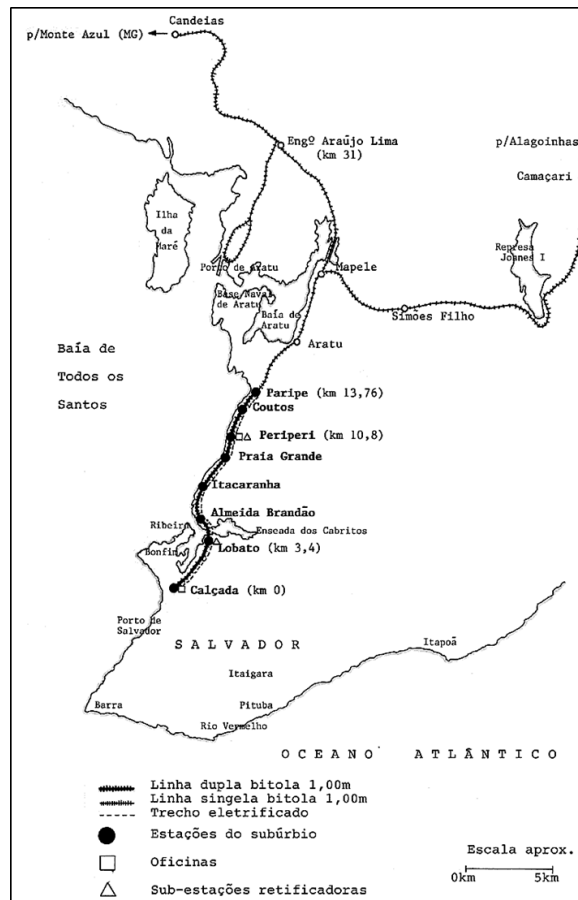 Candeias
p/Monte Azul (MG)
Engº Araújo Lima
(km 31)
p/Alagoinhas
Camaçari
Ilha
da
Maré
Represa
Joanes I
Porto de Aratu
Mapele
Base Naval
de Aratu
Baía de
Aratu
Simões Filho
Aratu
Baía de
Todos os
Santos
Paripe (km 13,76)
Coutos
Periperi (km 10,8)
Praia Grande
Itacaranha
Almeida Brandão
Ribeira
Enseada dos Cabritos
Bonfim
Lobato (km 3,4)
Calçada (km 0)
Porto de
Salvador
SALVADOR
Itapoã
Itaigara
Barra
Pituba
Rio Vermelho
OCEANO ATLÂNTICO
Linha dupla bitola 1,00m
Linha singela bitola 1,00m
Trecho eletrificado
Estações do subúrbio
Oficinas
Sub-estações retificadoras
Escala aprox.
0km 5km